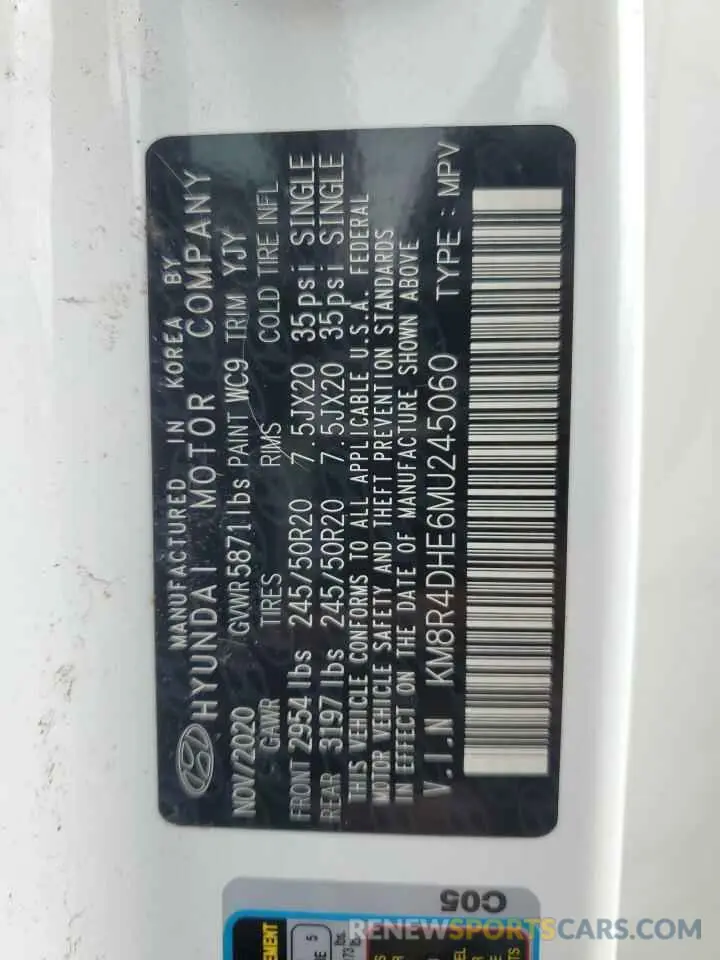 MANUFACTURED IN KOREA BY
HYUNDAI MOTOR COMPANY
NOV/2020 GVWR 5871lbs PAINT WC9 TRIM YJY
GAWR TIRES RIMS COLD TIRE INFL
FRONT 2954 lbs 245/50R20 7.5JX20 35psi SINGLE
REAR 3197 lbs 245/50R20 7.5JX20 35psi SINGLE
THIS VEHICLE CONFORMS TO ALL APPLICABLE U.S.A. FEDERAL
MOTOR VEHICLE SAFETY AND THEFT PREVENTION STANDARDS
IN EFFECT ON THE DATE OF MANUFACTURE SHOWN ABOVE
V.I.N KM8R4DHE6MU245060 TYPE : MPV
C05
5
RENEWSPORTSCARS.COM